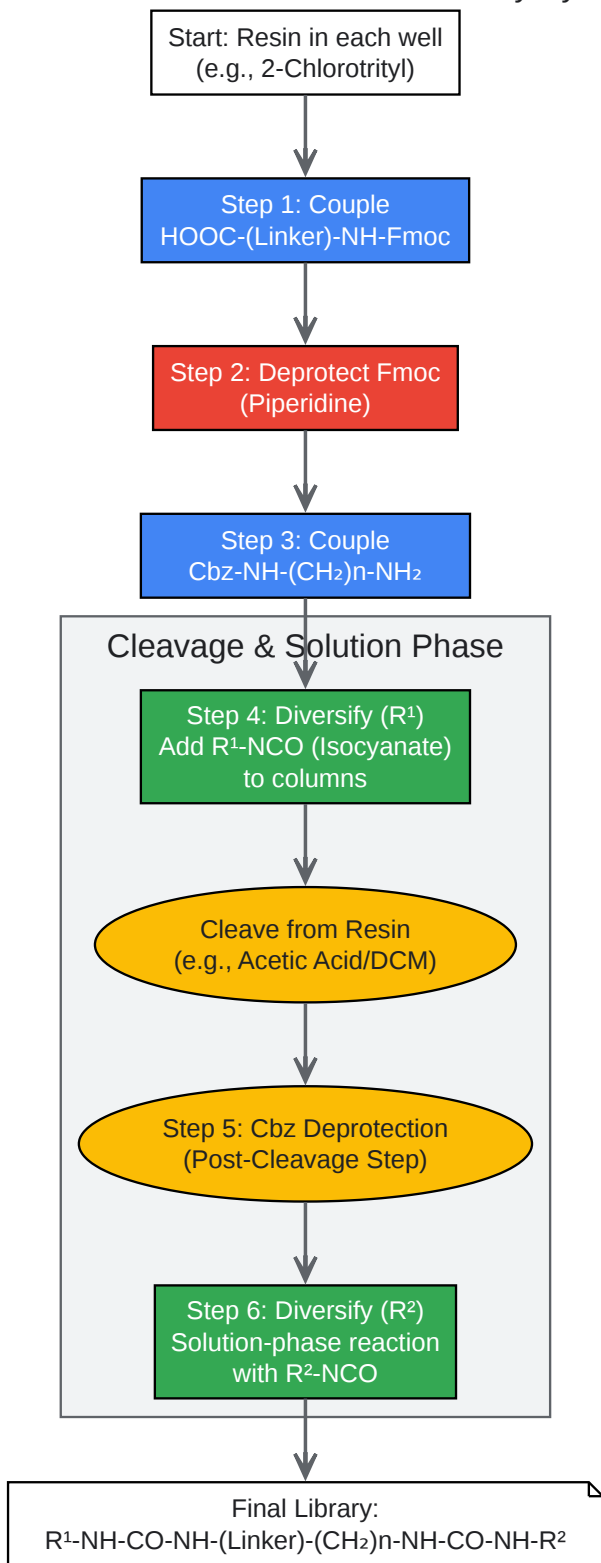 Start: Resin in each well
(e.g., 2-Chlorotrityl)
Step 1: Couple
HOOC-(Linker)-NH-Fmoc
Step 2: Deprotect Fmoc
(Piperidine)
Step 3: Couple
Cbz-NH-(CH₂)n-NH₂
Cleavage & Solution Phase
Step 4: Diversify (R¹)
Add R¹-NCO (Isocyanate)
to columns
Cleave from Resin
(e.g., Acetic Acid/DCM)
Step 5: Cbz Deprotection
(Post-Cleavage Step)
Step 6: Diversify (R²)
Solution-phase reaction
with R²-NCO
Final Library:
R¹-NH-CO-NH-(Linker)-(CH₂)n-NH-CO-NH-R²